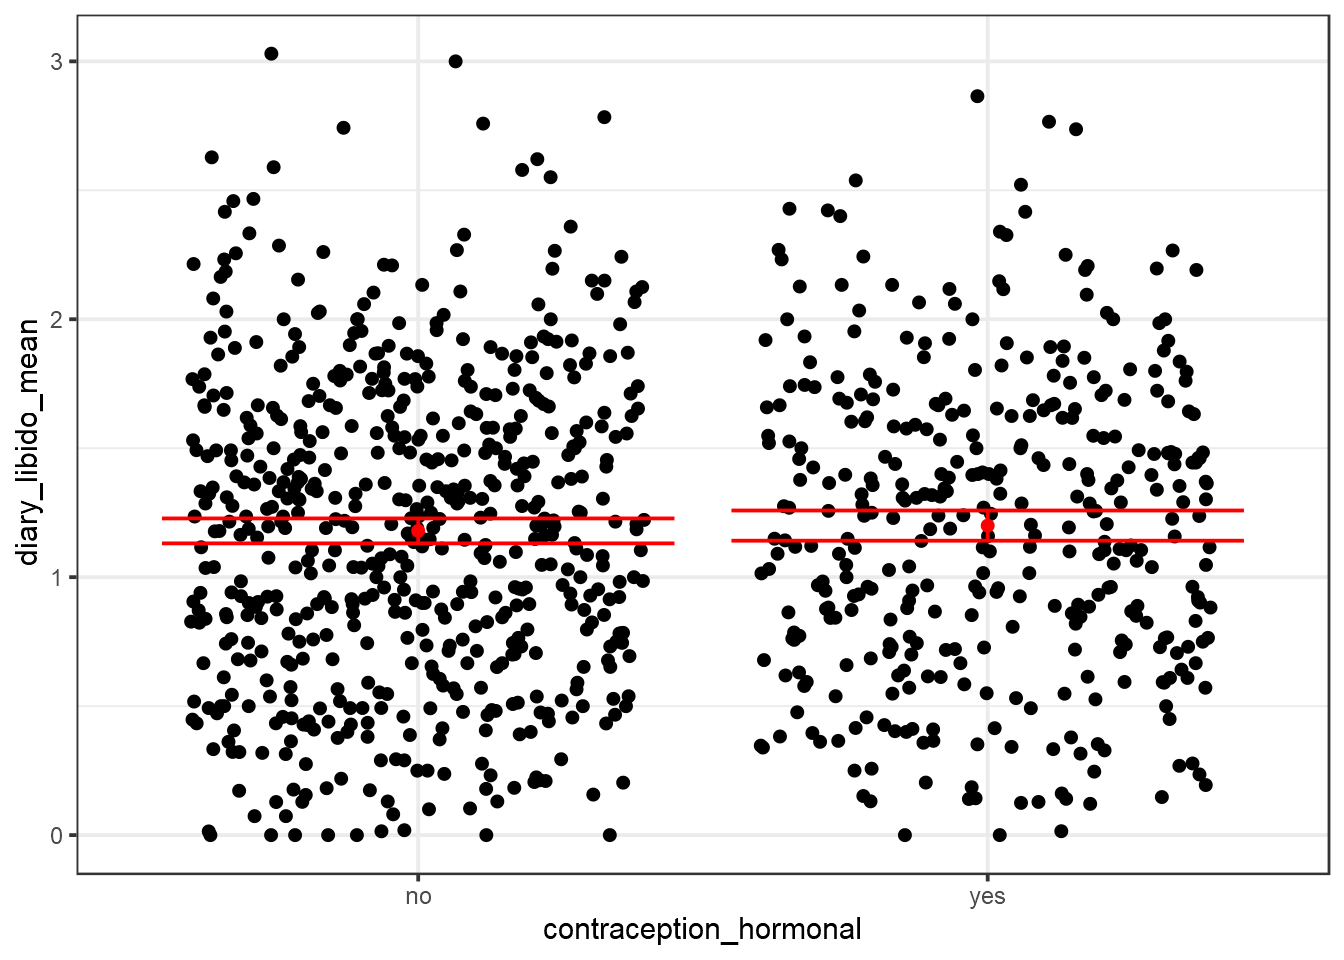 diary_libido_mean
3
2
1
0
no yes
contraception_hormonal